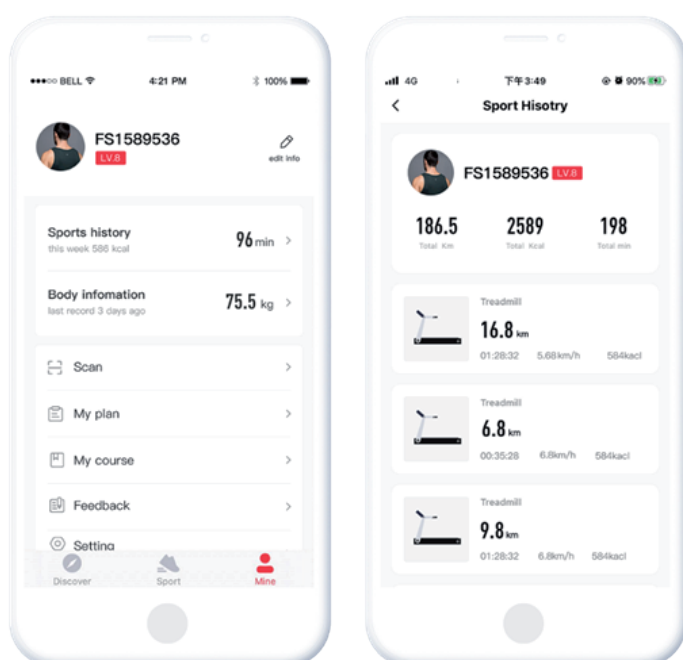 BELL
4:21 PM
100%
FS1589536
LV.8
edit info
Sports history
this week 586 kcal
96 min
Body infomation
last record 3 days ago
75.5 kg
Scan
My plan
My course
Feedback
Setting
Discover
Sport
Mine
4G
下午3:49
90%
Sport Hisotry
FS1589536 LV.8
186.5
2589
198
Total Km
Total Kcal
Total min
Treadmill
16.8 km
01:28:32 5.68km/h 584kacl
Treadmill
6.8 km
00:35:28 6.8km/h 584kacl
Treadmill
9.8 km
01:28:32 6.8km/h 584kacl